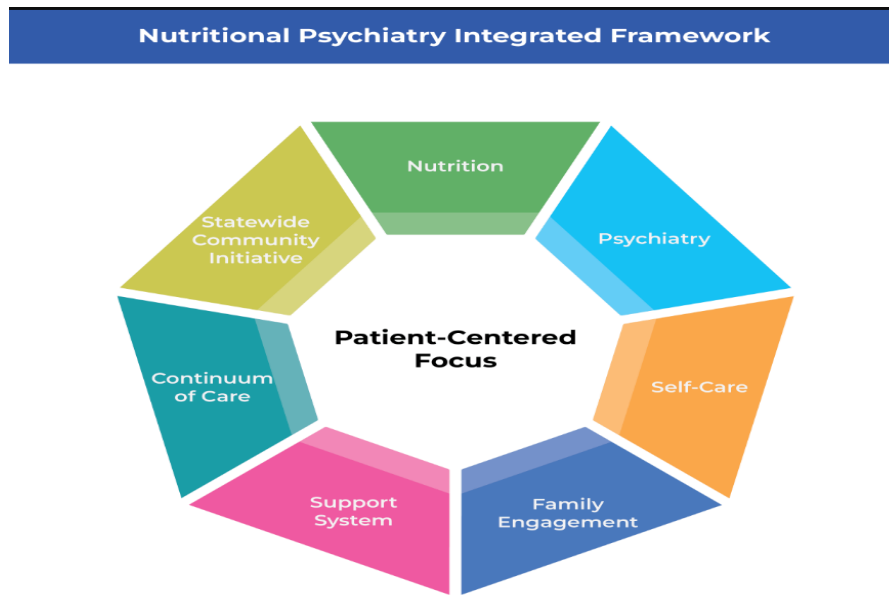 Nutritional Psychiatry Integrated Framework
Nutrition
Psychiatry
Self-Care
Family
Engagement
Support
System
Continuum
of Care
Statewide
Community
Initiative
Patient-Centered
Focus